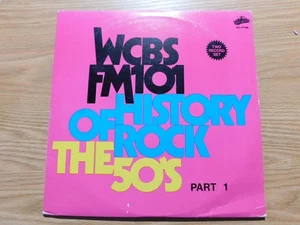 WCBS
FM101
HISTORY
OF ROCK
THE 50'S
PART 1
TWO
RECORD
SET